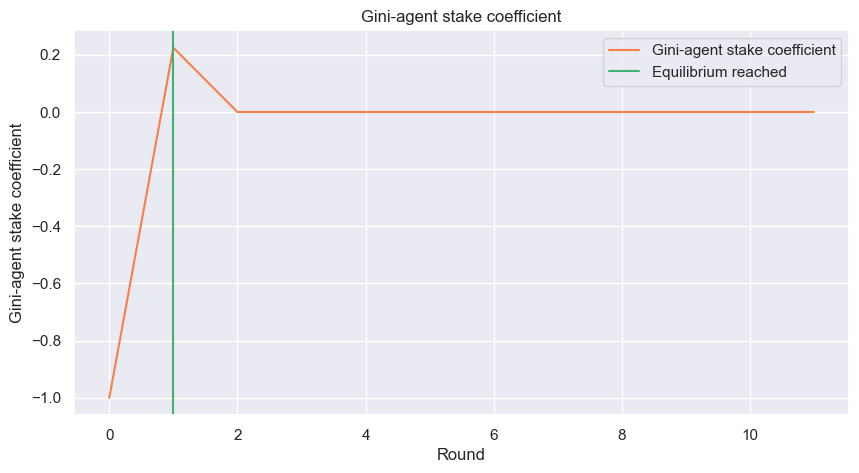 Gini-agent stake coefficient
Gini-agent stake coefficient
Equilibrium reached
Gini-agent stake coefficient
0.2
0.0
−0.2
−0.4
−0.6
−0.8
−1.0
0 2 4 6 8 10
Round